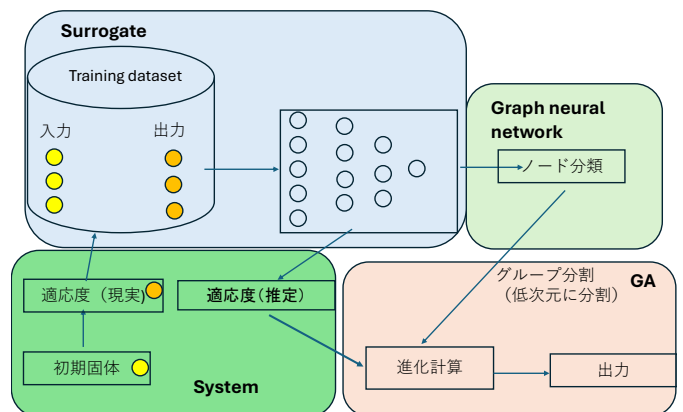 Surrogate
Training dataset
入力
出力
Graph neural
network
ノード分類
適応度（現実)
適応度(推定）
初期固体
System
グループ分割
（低次元に分割）
GA
進化計算
出力